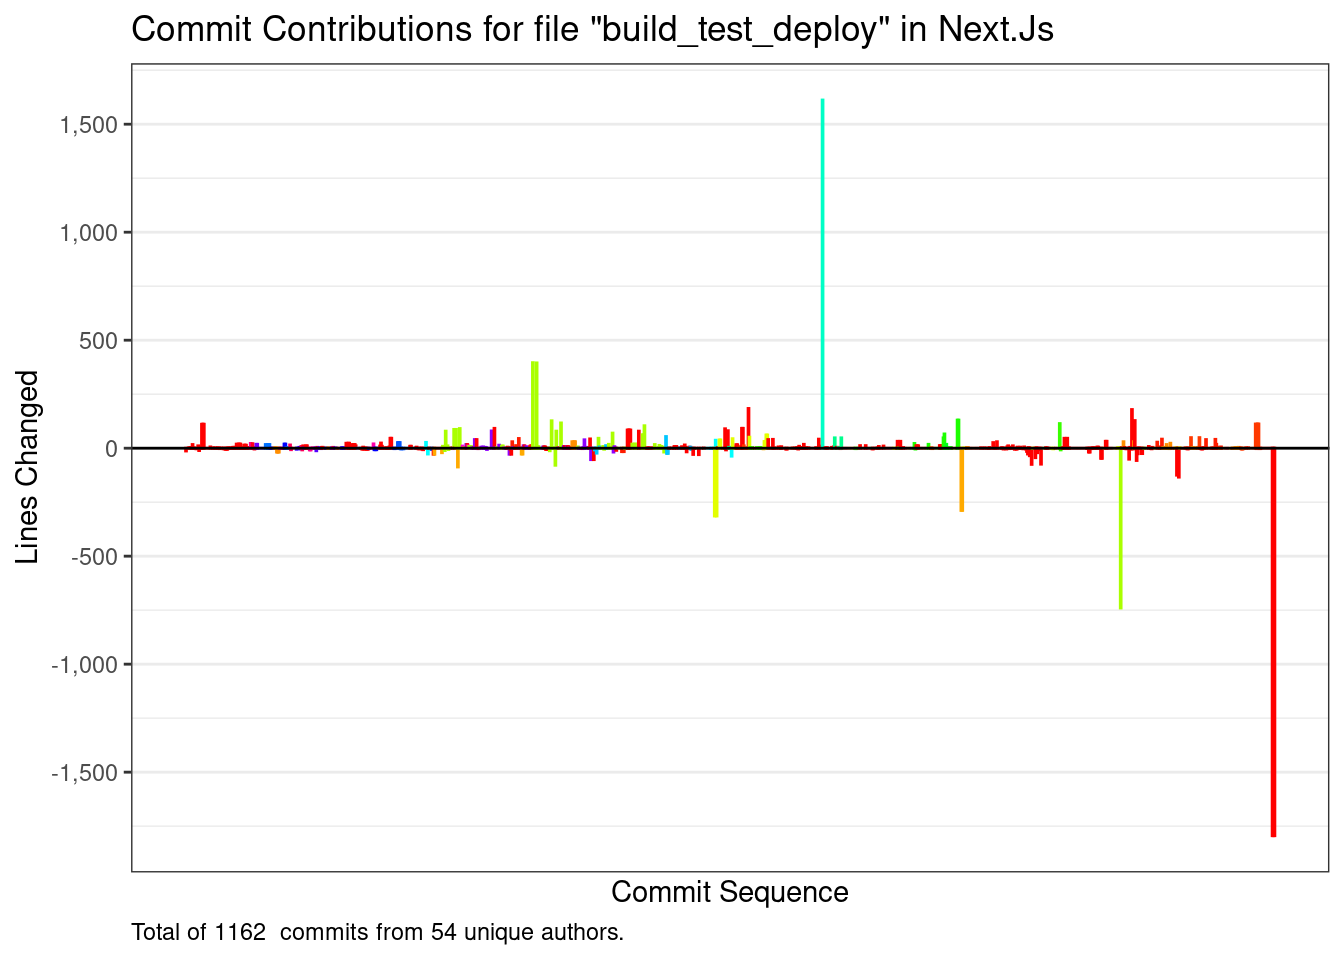 Commit Contributions for file "build_test_deploy" in Next.Js
1,500
1,000
500
0
-500
-1,000
-1,500
Lines Changed
Commit Sequence
Total of 1162  commits from 54 unique authors.